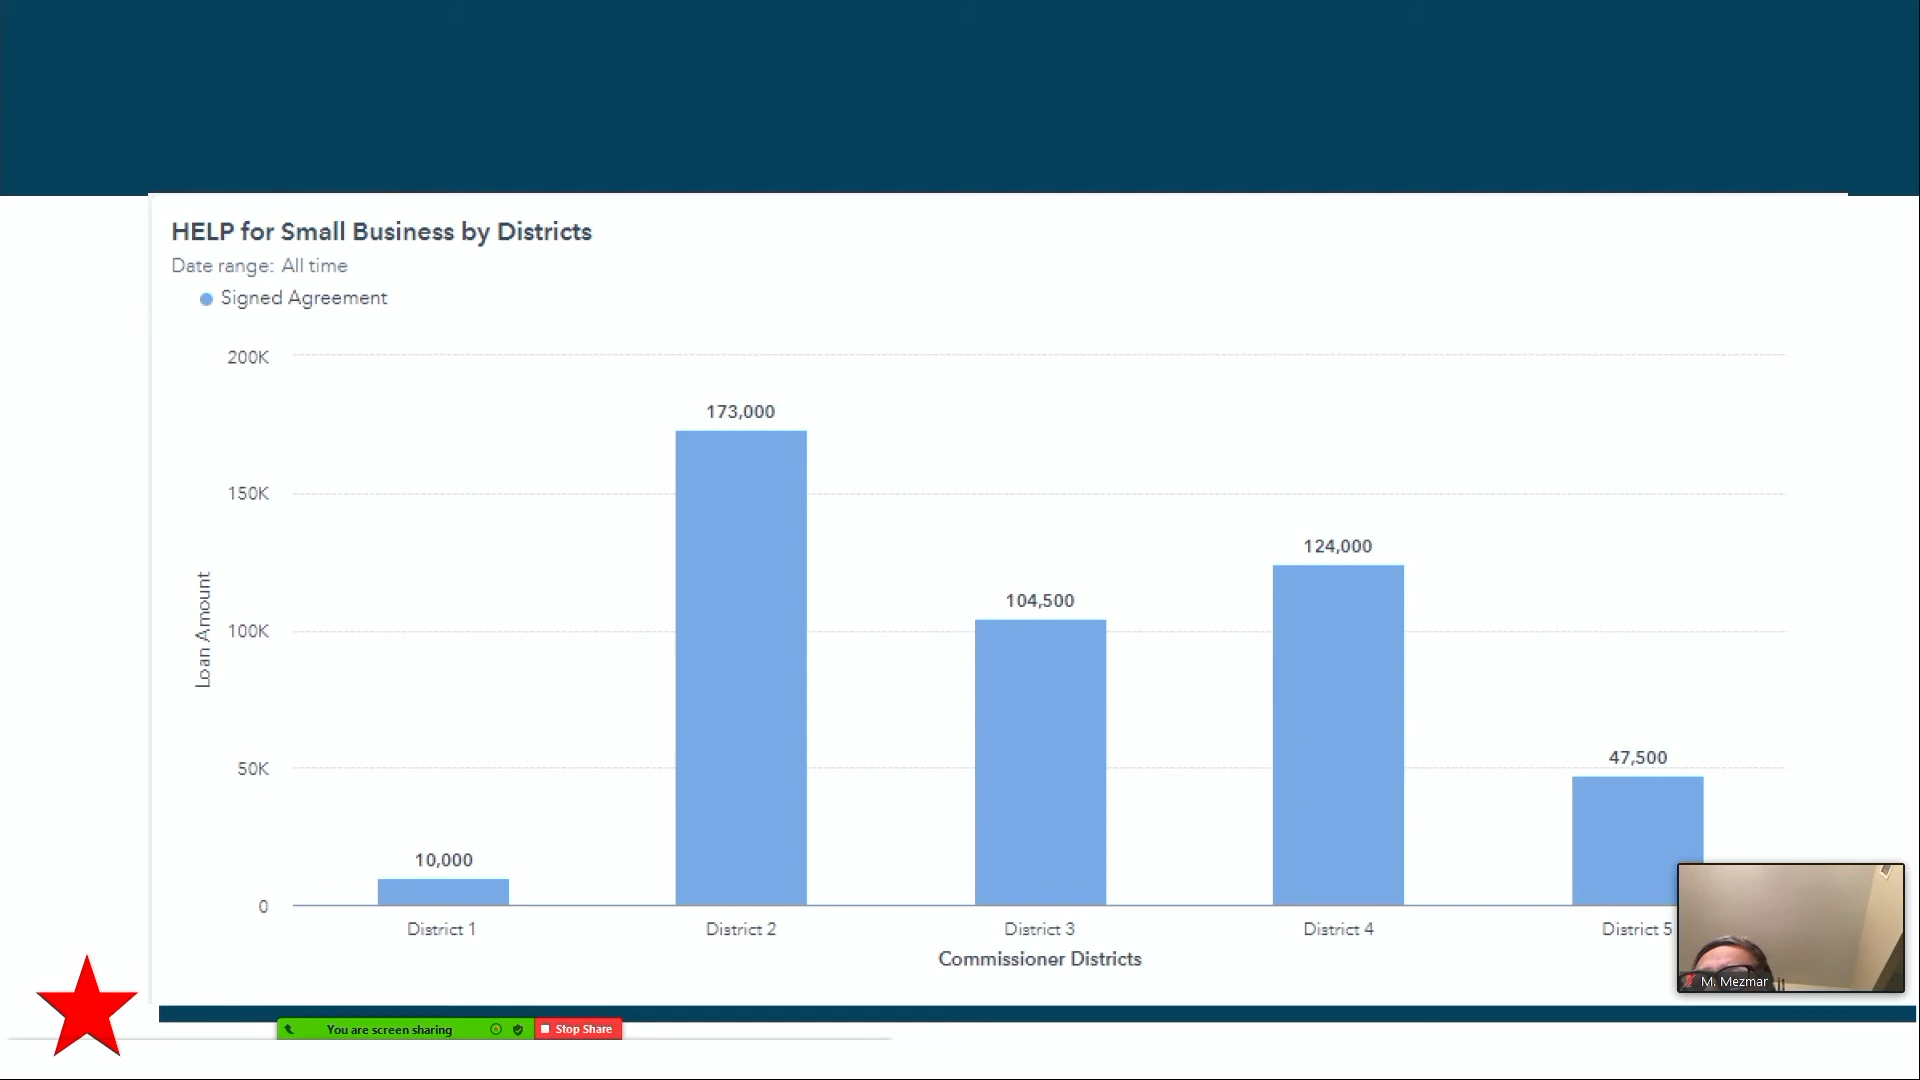 HELP for Small Business by Districts
Date range: All time
Signed Agreement
200K
150K
100K
50K
0
Loan Amount
10,000
173,000
104,500
124,000
47,500
District 1
District 2
District 3
District 4
District 5
Commissioner Districts
M. Mezmar
You are screen sharing
Stop Share